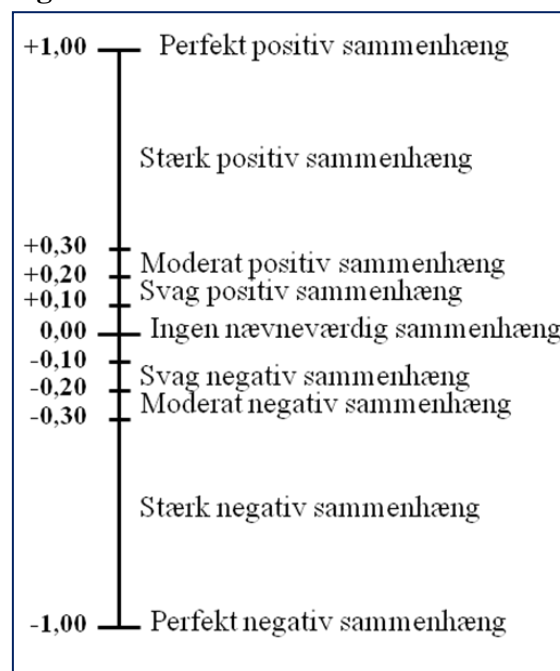 +1,00 Perfekt positiv sammenhæng
Stærk positiv sammenhæng
+0,30
Moderat positiv sammenhæng
+0,20
Svag positiv sammenhæng
+0,10
0,00 Ingen nævneværdig sammenhæng
-0,10
Svag negativ sammenhæng
-0,20
Moderat negativ sammenhæng
-0,30
Stærk negativ sammenhæng
-1,00 Perfekt negativ sammenhæng